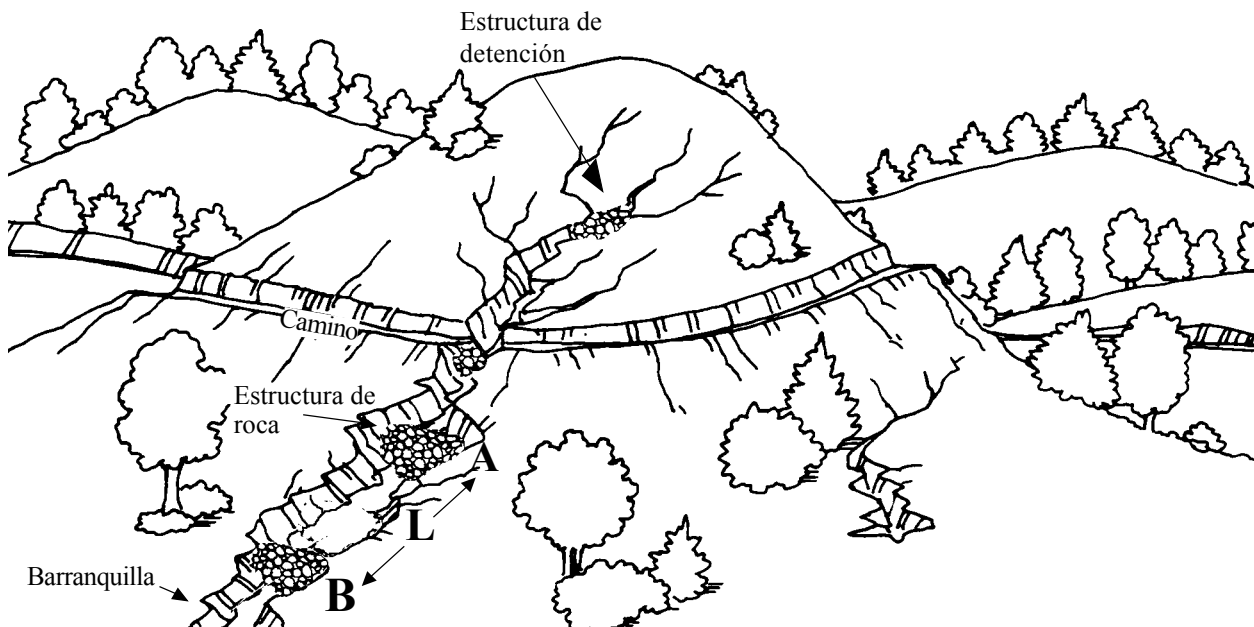 Estructura de
detención
Camino
Estructura de
roca
A
L
B
Barranquilla